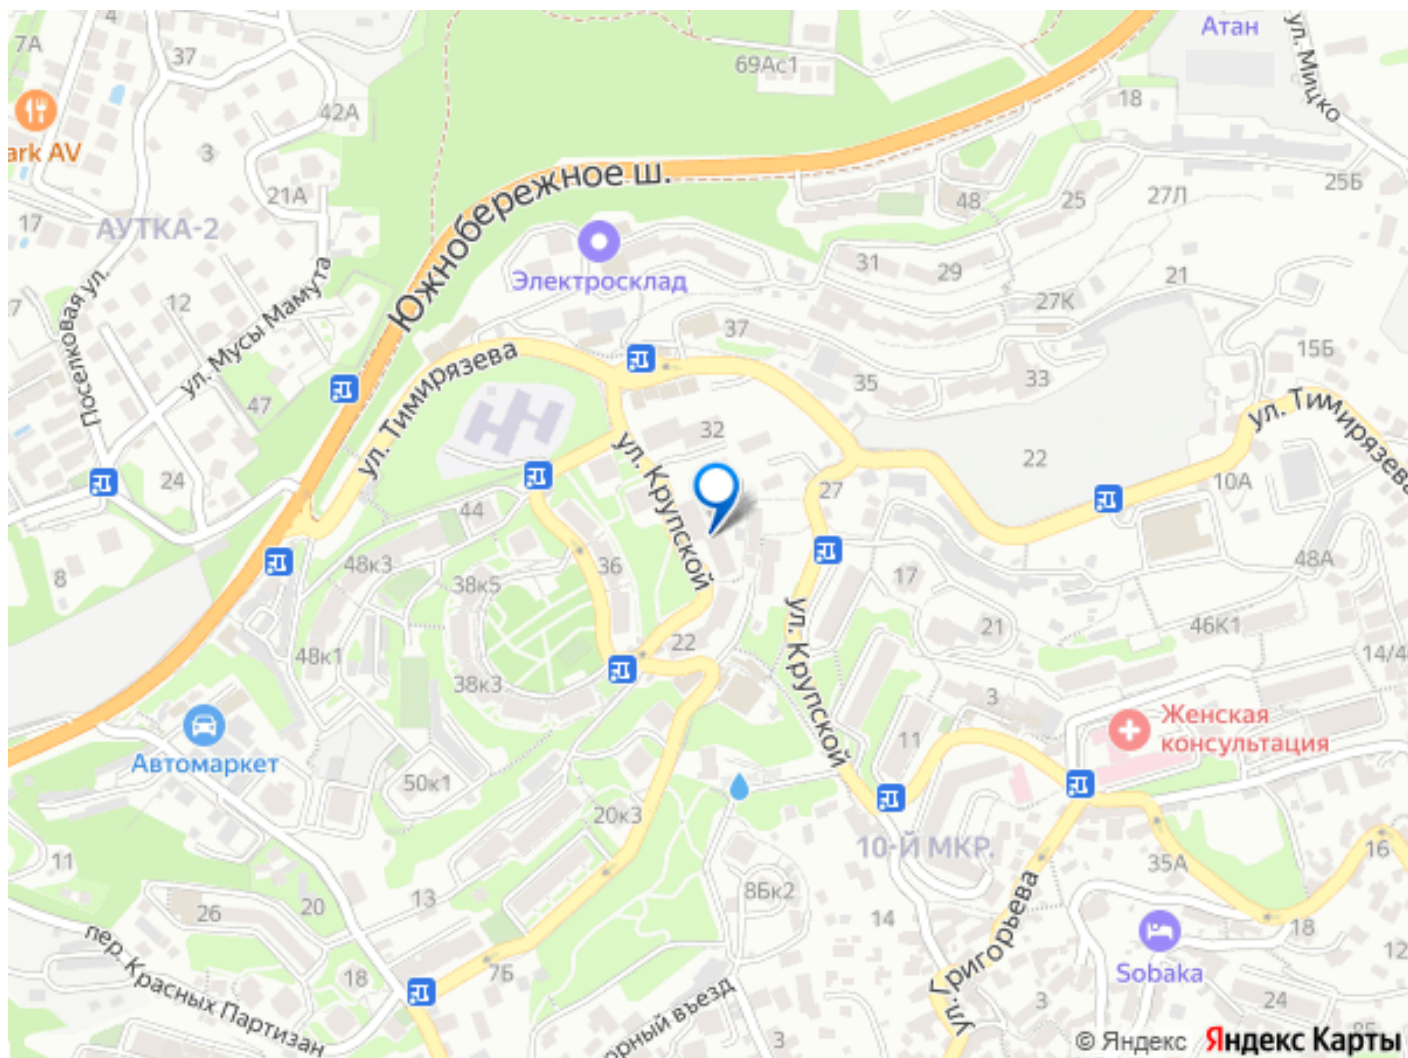 4
7А
37
69Ас1
Атан
ул. Мицко
18
42А
ark AV
3
Южнобережное ш.
25Б
27Л
25
48
21А
17
АУТКА-2
Электросклад
31
29
21
27К
Поселковая ул.
12
ул. Мусы Мамута
7
37
ул. Тимирязева
15Б
35
33
ул. Тимирязева
47
32
ул. Крупской
22
24
27
10А
44
48А
48к3
36
8
38к5
17
ул. Крупской
21
46К1
48к1
22
14/4
38к3
3
Женская
консультация
11
Автомаркет
50к1
20к3
10-Й МКР.
35А
16
11
8Бк2
13
20
26
14
ул. Григорьева
18
12
пер. Красных Партизан
18
7Б
Sobaka
3
3
24
орный въезд
© Яндекс
Яндекс Карты